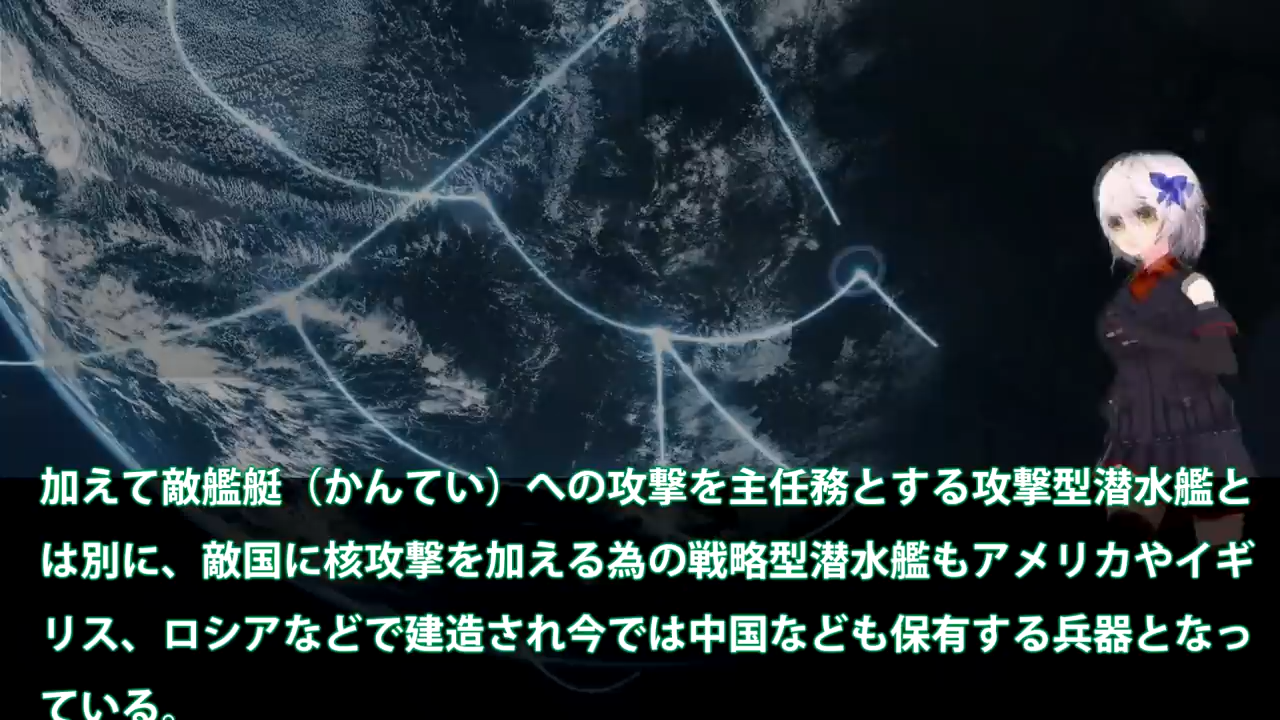 加えて敵艦艇（かんてい）への攻撃を主任務とする攻撃型潜水艦と
は別に、敵国に核攻撃を加える為の戦略型潜水艦もアメリカやイギ
リス、ロシアなどで建造され今では中国なども保有する兵器となっ
ている。